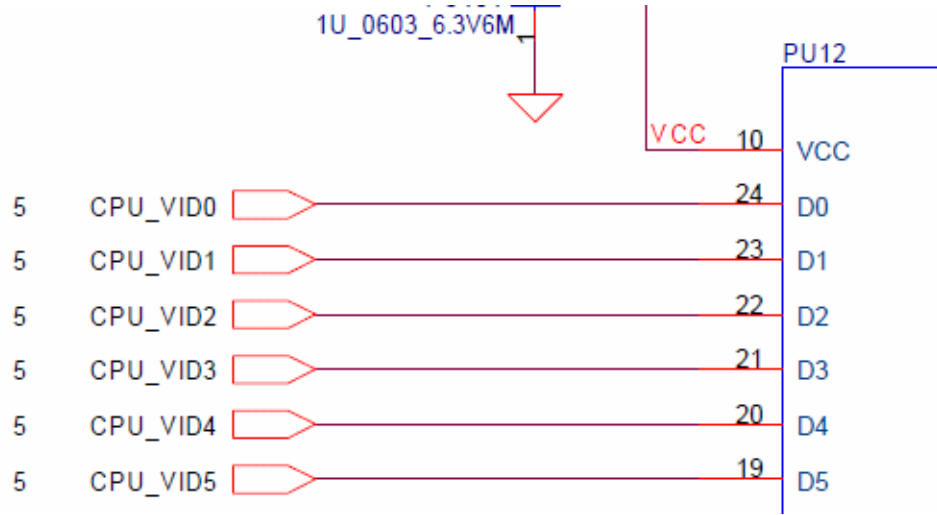 1U_0603_6.3V6M
1
PU12
VCC 10 VCC
5 CPU_VID0 24 D0
5 CPU_VID1 23 D1
5 CPU_VID2 22 D2
5 CPU_VID3 21 D3
5 CPU_VID4 20 D4
5 CPU_VID5 19 D5